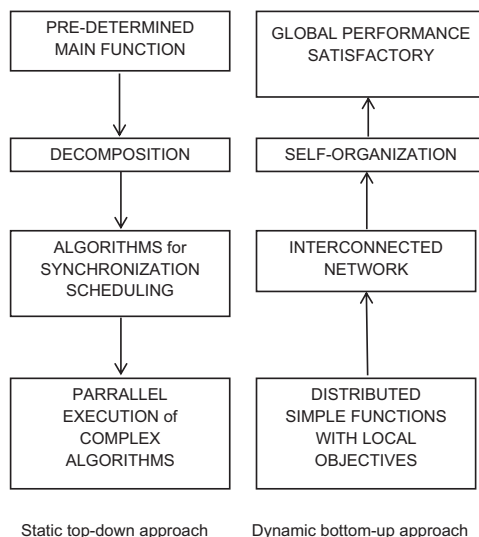 PRE-DETERMINED
MAIN FUNCTION
DECOMPOSITION
ALGORITHMS for
SYNCHRONIZATION
SCHEDULING
PARRALLEL
EXECUTION of
COMPLEX
ALGORITHMS
Static top-down approach
GLOBAL PERFORMANCE
SATISFACTORY
SELF-ORGANIZATION
INTERCONNECTED
NETWORK
DISTRIBUTED
SIMPLE FUNCTIONS
WITH LOCAL
OBJECTIVES
Dynamic bottom-up approach